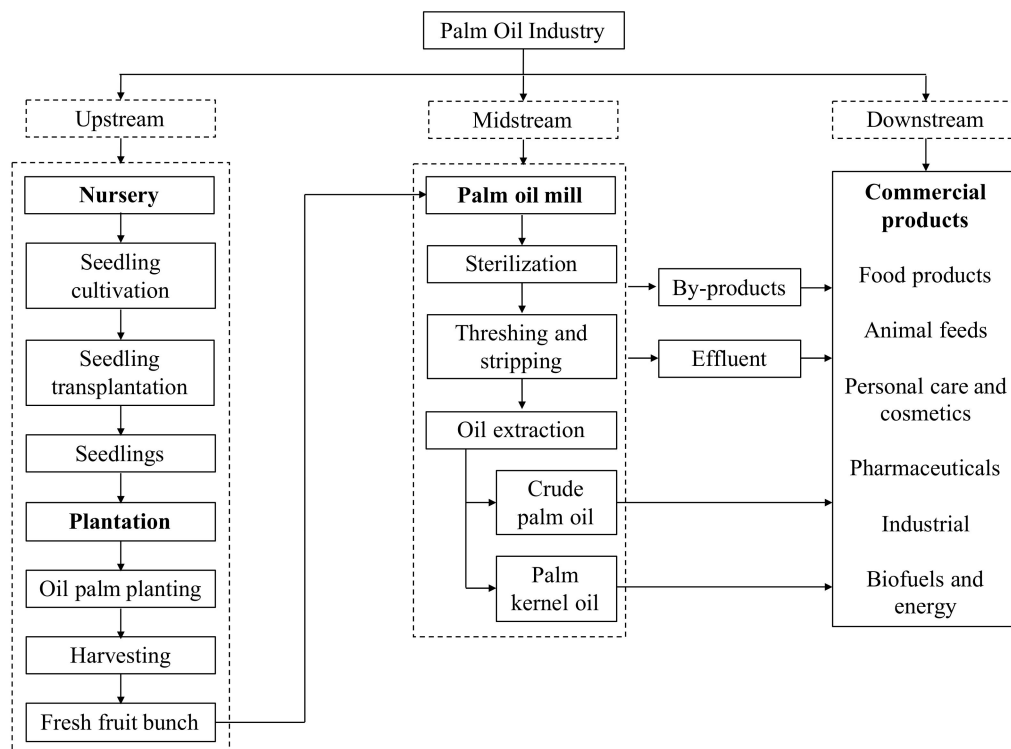 Palm Oil Industry
Upstream
Midstream
Downstream
Nursery
Seedling
cultivation
Seedling
transplantation
Seedlings
Plantation
Oil palm planting
Harvesting
Fresh fruit bunch
Palm oil mill
Sterilization
Threshing and
stripping
Oil extraction
Crude
palm oil
Palm
kernel oil
By-products
Effluent
Commercial
products
Food products
Animal feeds
Personal care and
cosmetics
Pharmaceuticals
Industrial
Biofuels and
energy